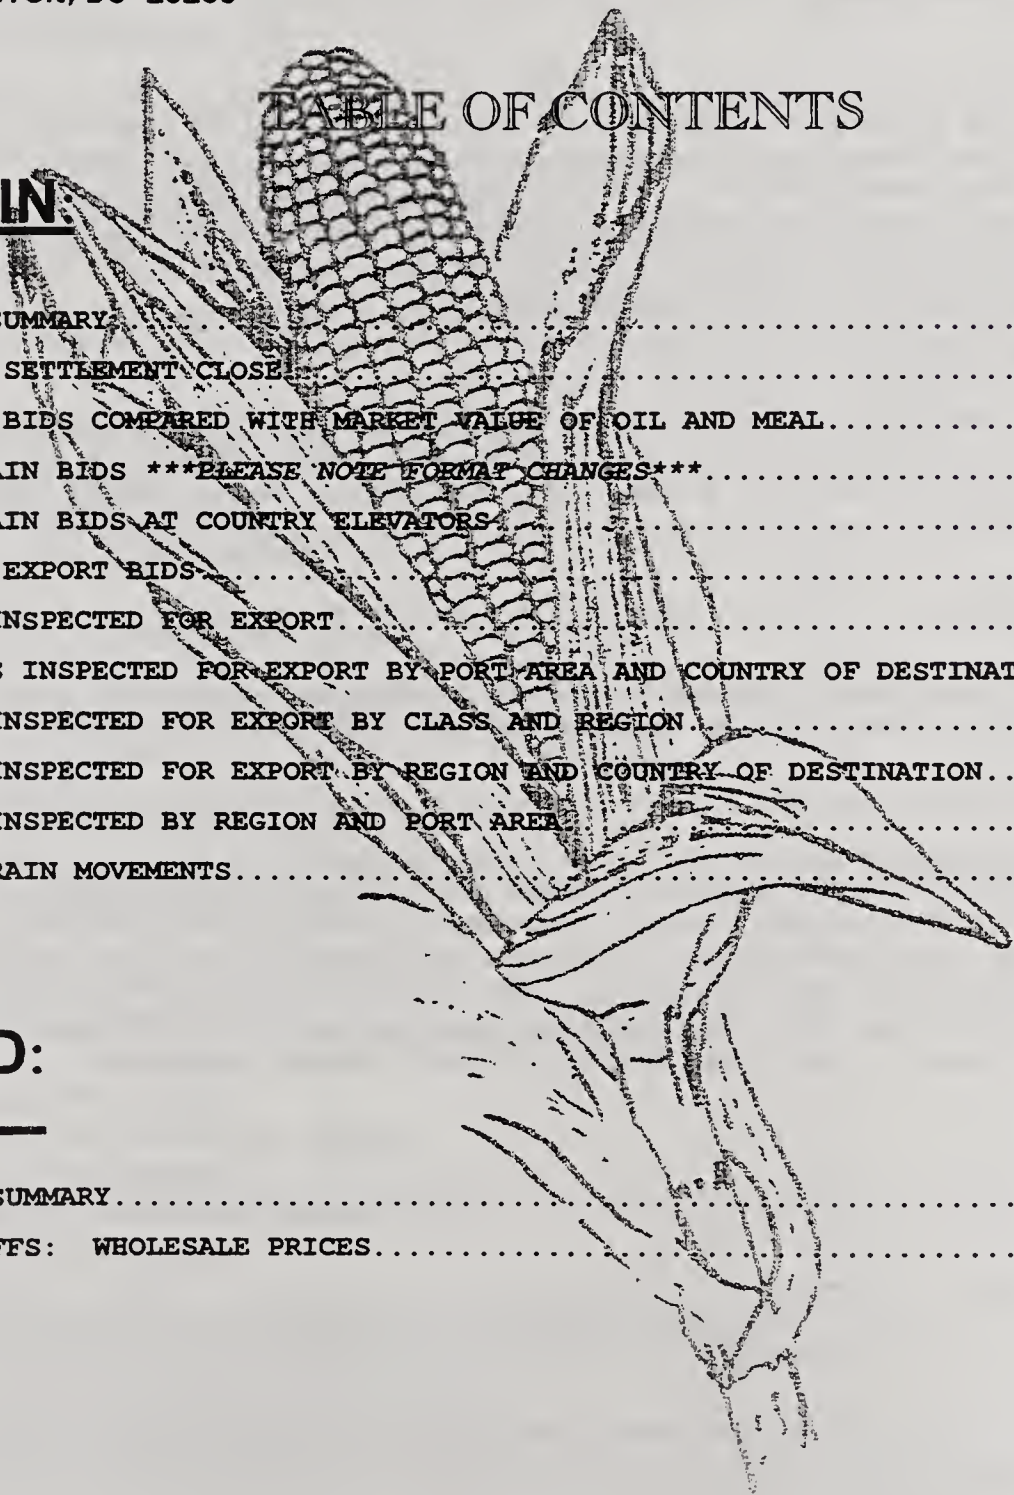 TABLE OF CONTENTS
IN:
SUMMARY..............................
SETTLEMENT CLOSE..............................
BIDS COMPARED WITH MARKET VALUE OF OIL AND MEAL...........
AIN BIDS ***PLEASE NOTE FORMAT CHANGES***...................
AIN BIDS AT COUNTRY ELEVATORS..............................
EXPORT BIDS..............................
INSPECTED FOR EXPORT..............................
S INSPECTED FOR EXPORT BY PORT AREA AND COUNTRY OF DESTINAT
INSPECTED FOR EXPORT BY CLASS AND REGION....................
INSPECTED FOR EXPORT BY REGION AND COUNTRY OF DESTINATION..
INSPECTED BY REGION AND PORT AREA...........................
RAIN MOVEMENTS..............................
D:
SUMMARY..............................
FFS: WHOLESALE PRICES..............................